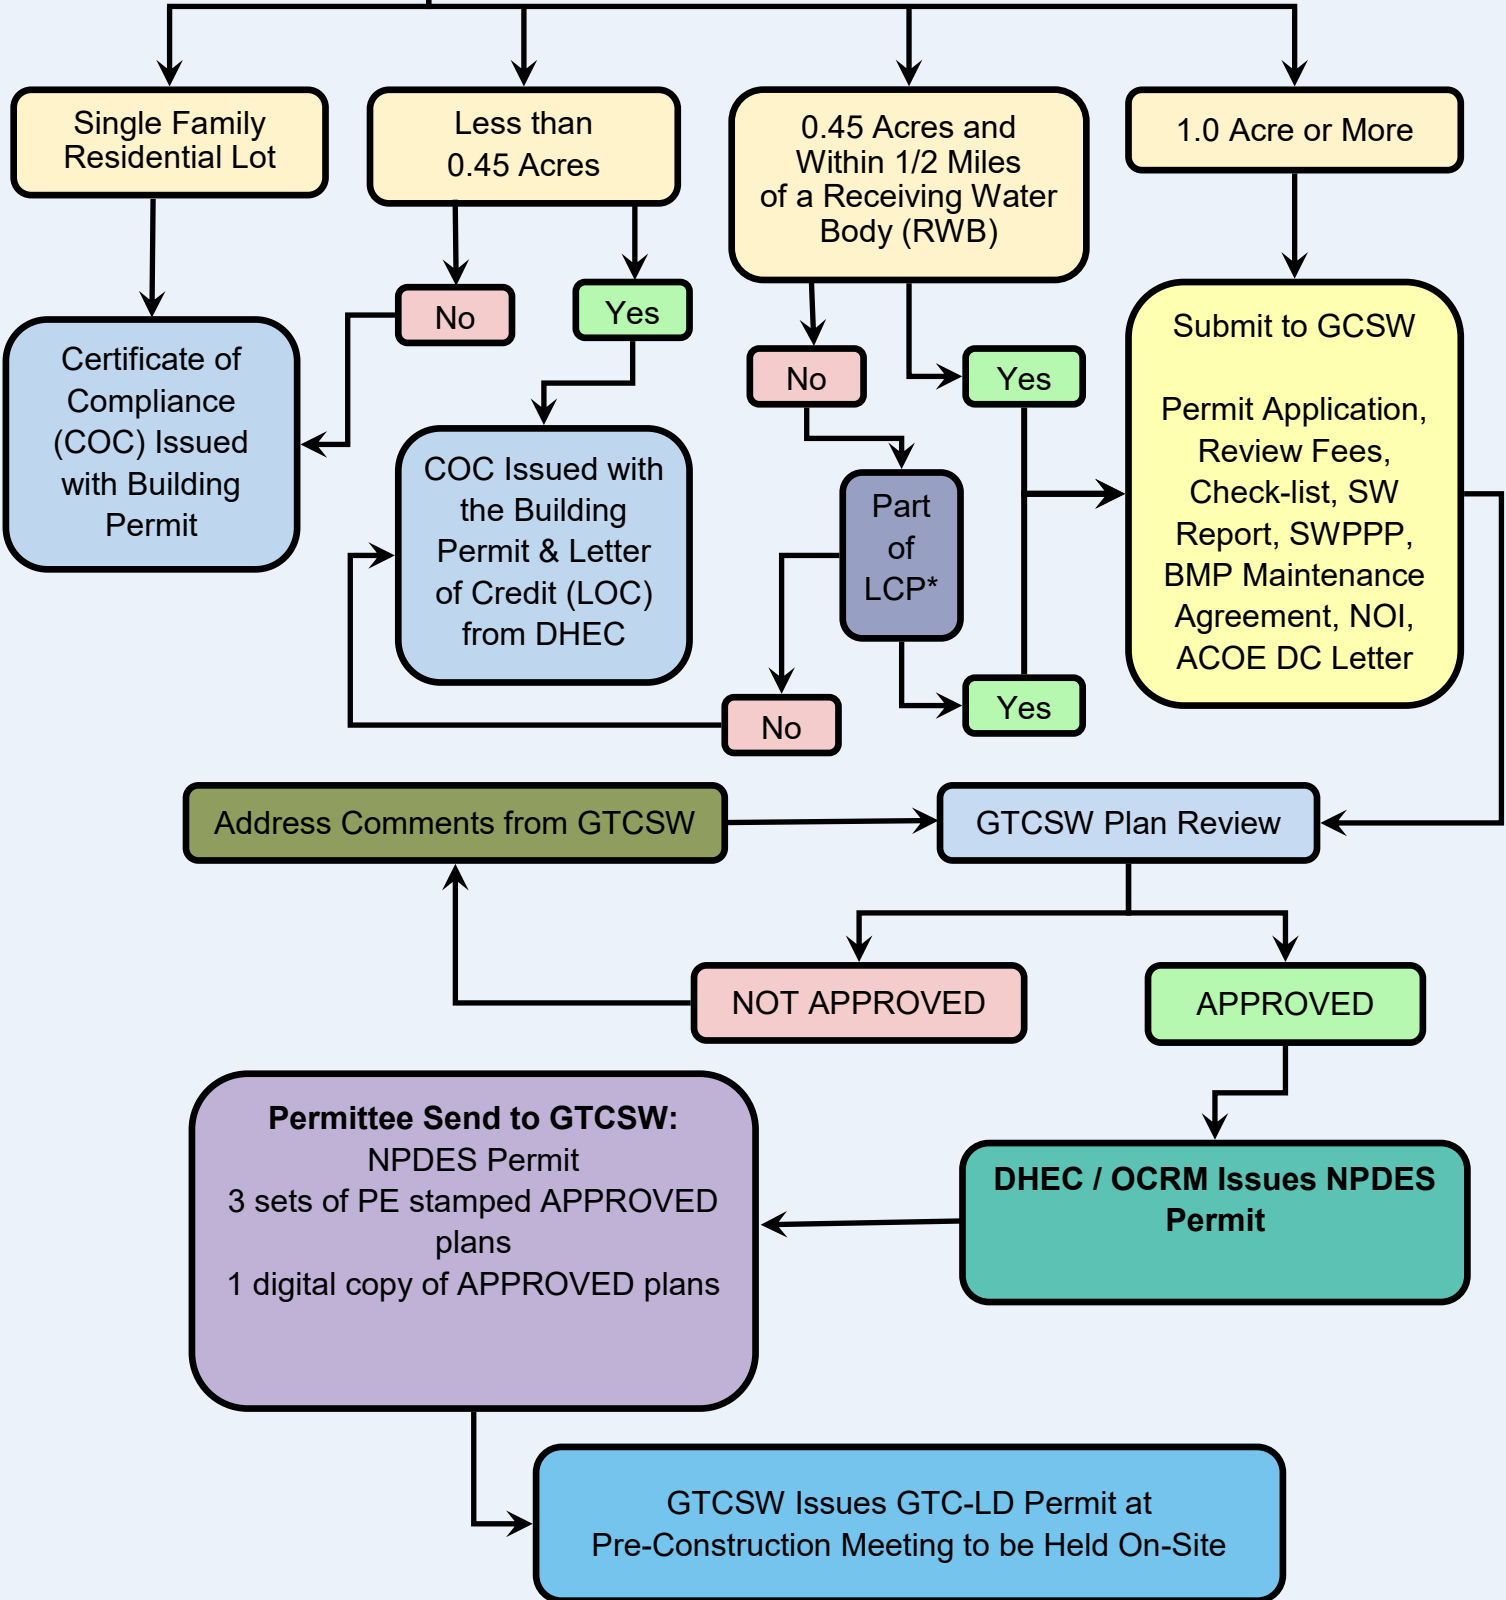 Single Family
Residential Lot
Less than
0.45 Acres
0.45 Acres and
Within 1/2 Miles
of a Receiving Water
Body (RWB)
1.0 Acre or More
No
Yes
No
Yes
Certificate of
Compliance
(COC) Issued
with Building
Permit
COC Issued with
the Building
Permit & Letter
of Credit (LOC)
from DHEC
Part
of
LCP*
Submit to GCSW
Permit Application,
Review Fees,
Check-list, SW
Report, SWPPP,
BMP Maintenance
Agreement, NOI,
ACOE DC Letter
No
Yes
Address Comments from GTCSW
GTCSW Plan Review
NOT APPROVED
APPROVED
Permittee Send to GTCSW:
NPDES Permit
3 sets of PE stamped APPROVED
plans
1 digital copy of APPROVED plans
DHEC / OCRM Issues NPDES
Permit
GTCSW Issues GTC-LD Permit at
Pre-Construction Meeting to be Held On-Site